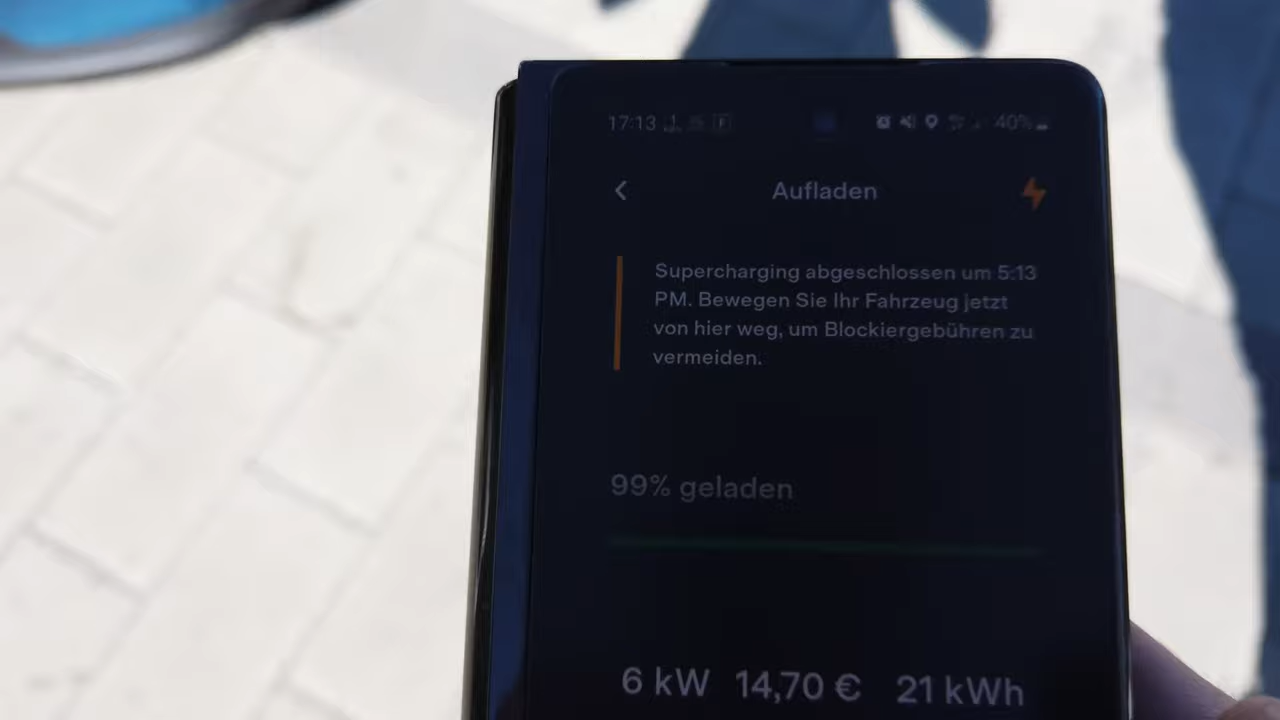 17:13
40%
Aufladen
Supercharging abgeschlossen um 5:13
PM. Bewegen Sie Ihr Fahrzeug jetzt
von hier weg, um Blockiergebühren zu
vermeiden.
99% geladen
6 kW 14,70 € 21 kWh